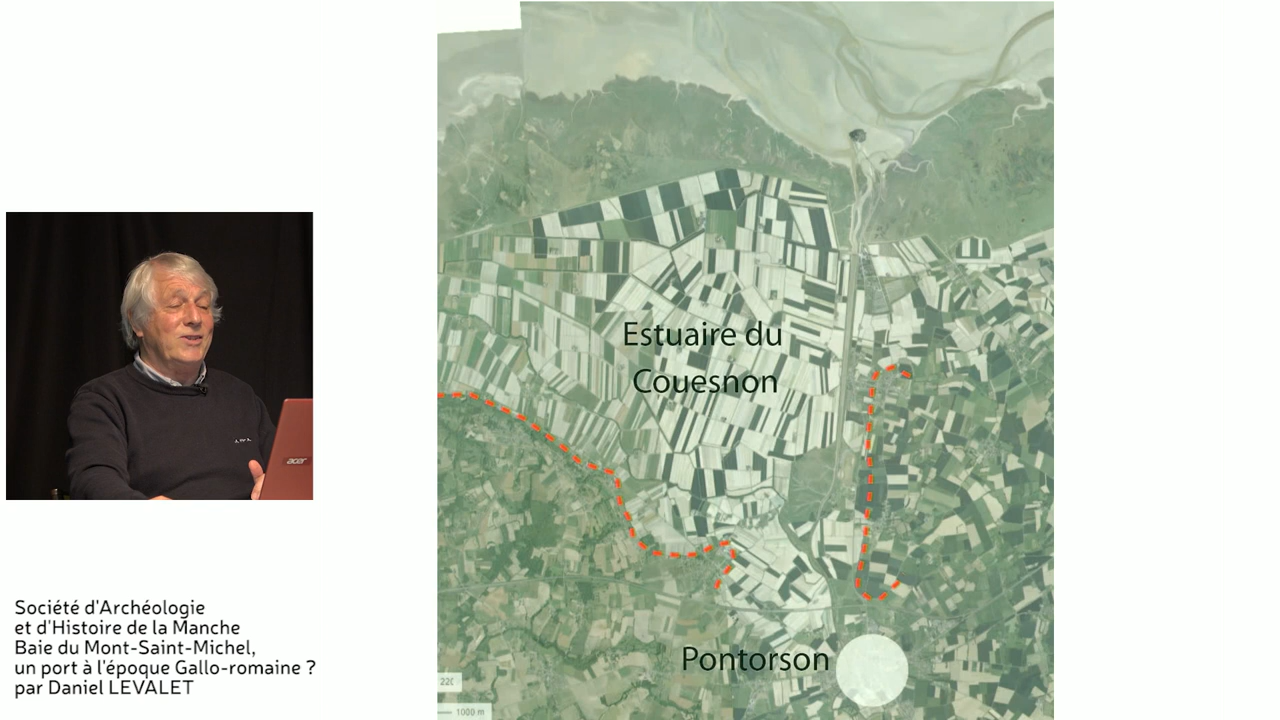 Estuaire du
Couesnon
Pontorson
220
1000 m
acer
Société d'Archéologie
et d'Histoire de la Manche
Baie du Mont-Saint-Michel,
un port à l'époque Gallo-romaine ?
par Daniel LEVALET